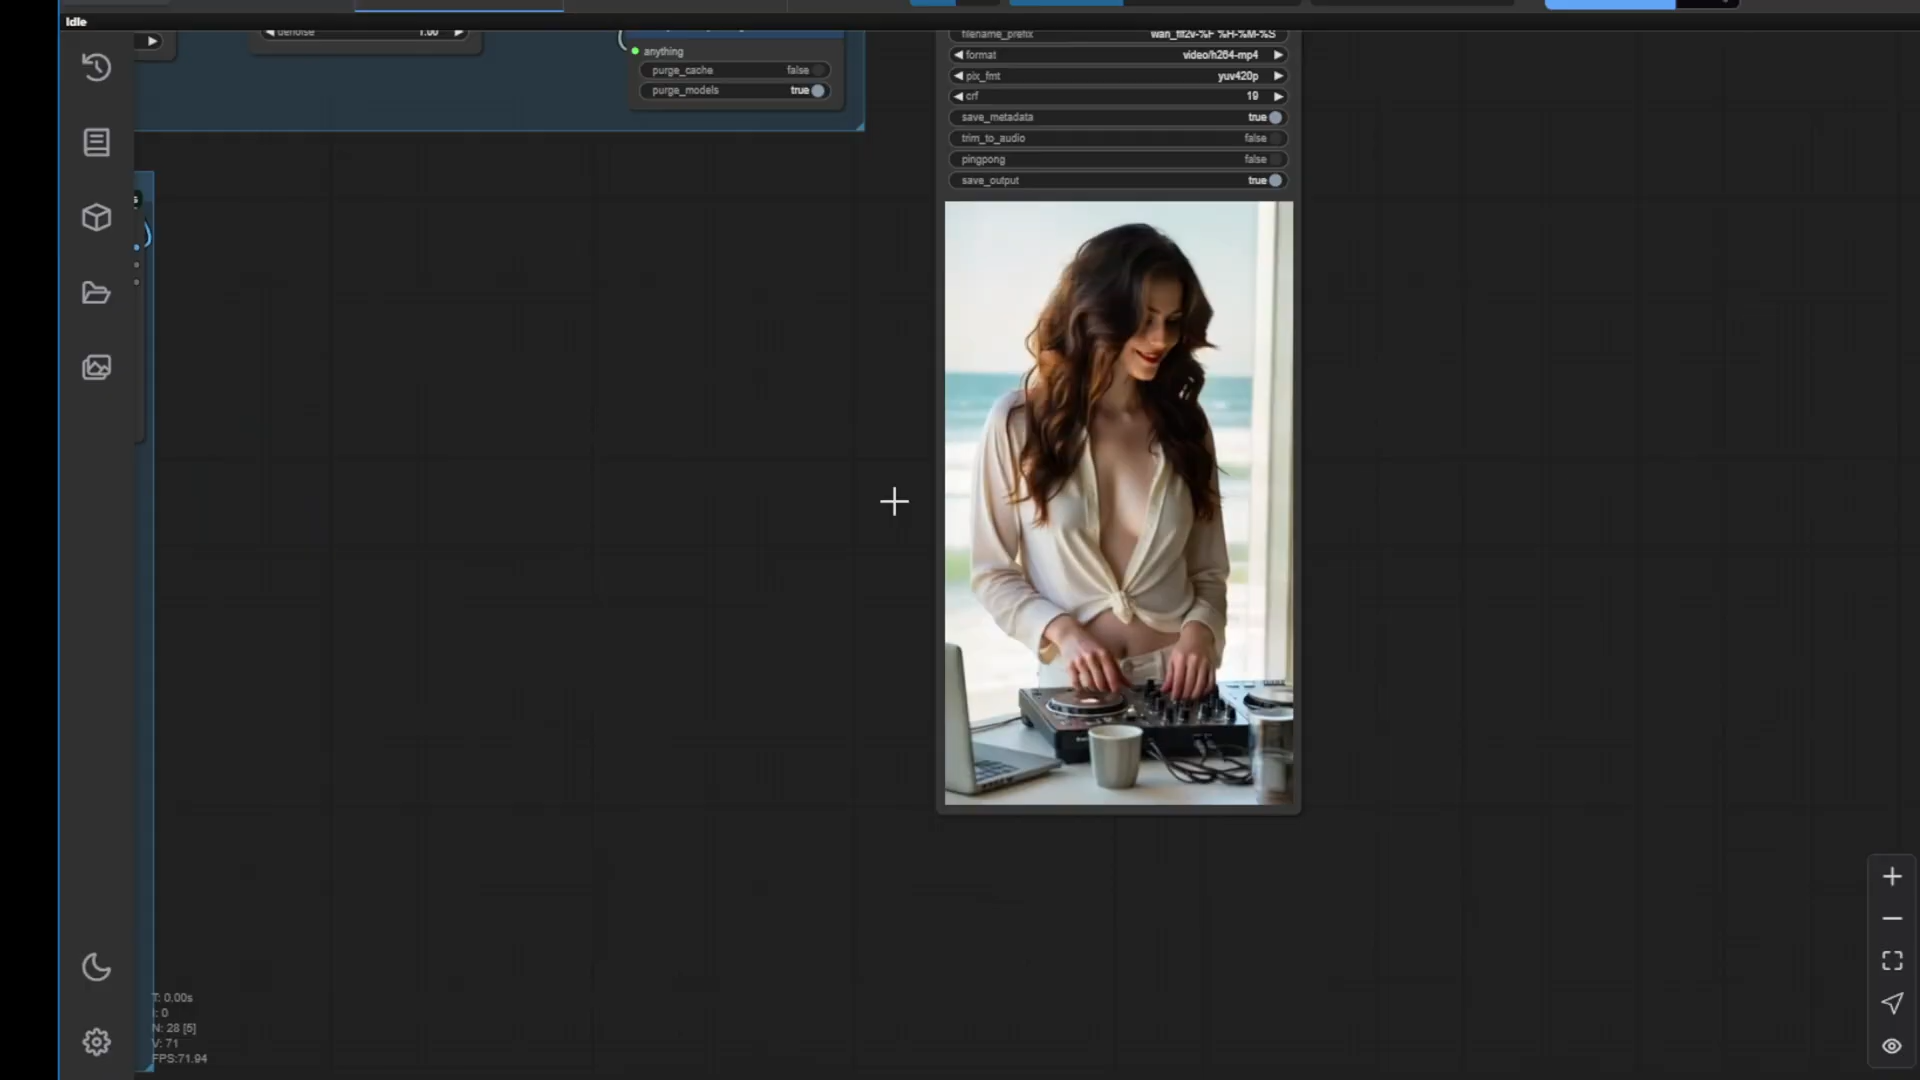 Idle
denoise 1.00
anything
purge_cache false
purge_models true
filename_prefix wan_flf2v-%F %H-%M-%S
format video/h264-mp4
pix_fmt yuv420p
crf 19
save_metadata true
trim_to_audio false
pingpong false
save_output true
s
T: 0.00s
I: 0
N: 28 [5]
V: 71
FPS:71.94